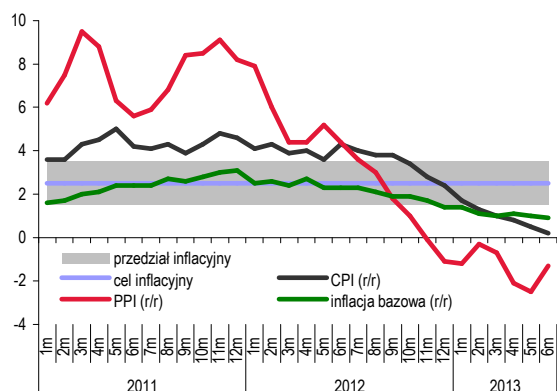 10
8
6
4
2
0
-2
-4
przedział inflacyjny
cel inflacyjny
CPI (r/r)
PPI (r/r)
inflacja bazowa (r/r)
1m 2m 3m 4m 5m 6m 7m 8m 9m 10m 11m 12m 1m 2m 3m 4m 5m 6m 7m 8m 9m 10m 11m 12m 1m 2m 3m 4m 5m 6m
2011 2012 2013